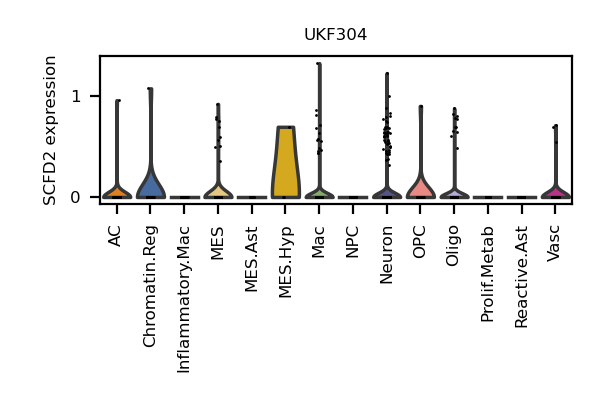 UKF304
SCFD2 expression
1
0
AC
Chromatin.Reg
Inflammatory.Mac
MES
MES.Ast
MES.Hyp
Mac
NPC
Neuron
OPC
Oligo
Prolif.Metab
Reactive.Ast
Vasc